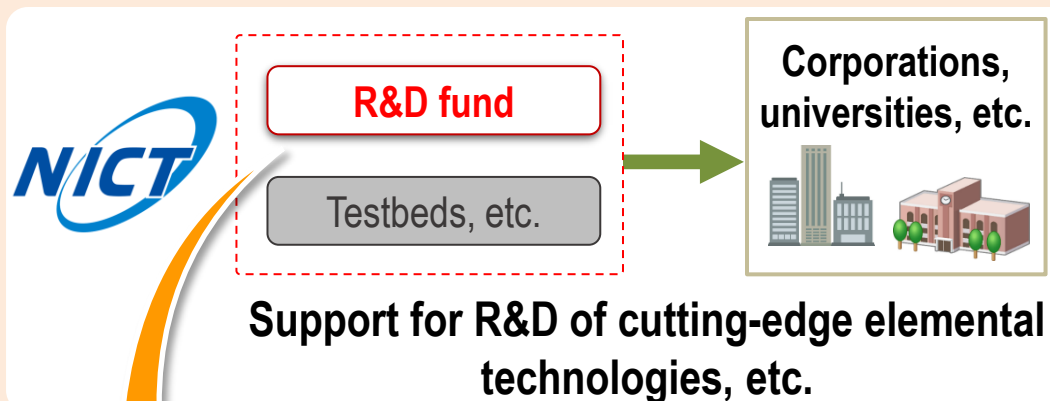 NICT
R&D fund
Testbeds, etc.
Corporations,
universities, etc.
Support for R&D of cutting-edge elemental
technologies, etc.